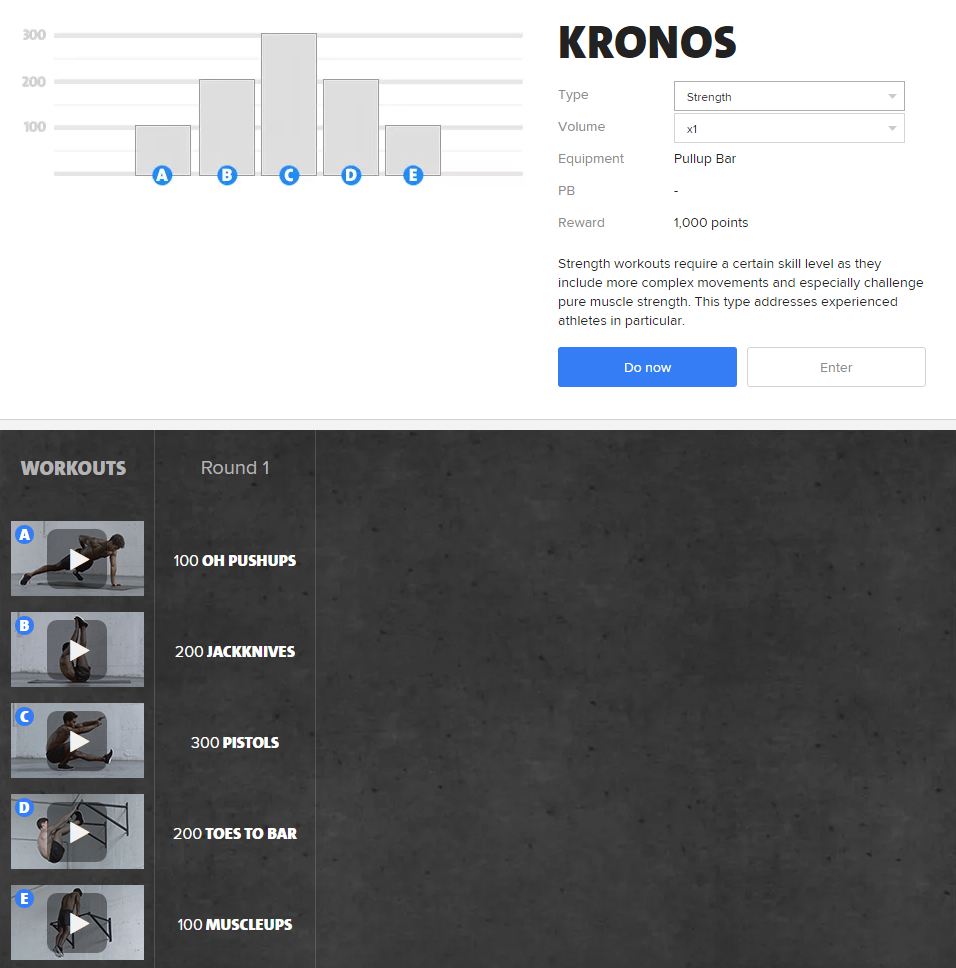 300
200
100
A B C D E
KRONOS
Type Strength
Volume x1
Equipment Pullup Bar
PB -
Reward 1,000 points
Strength workouts require a certain skill level as they
include more complex movements and especially challenge
pure muscle strength. This type addresses experienced
athletes in particular.
Do now Enter
WORKOUTS Round 1
A 100 OH PUSHUPS
B 200 JACKKNIVES
C 300 PISTOLS
D 200 TOES TO BAR
E 100 MUSCLEUPS